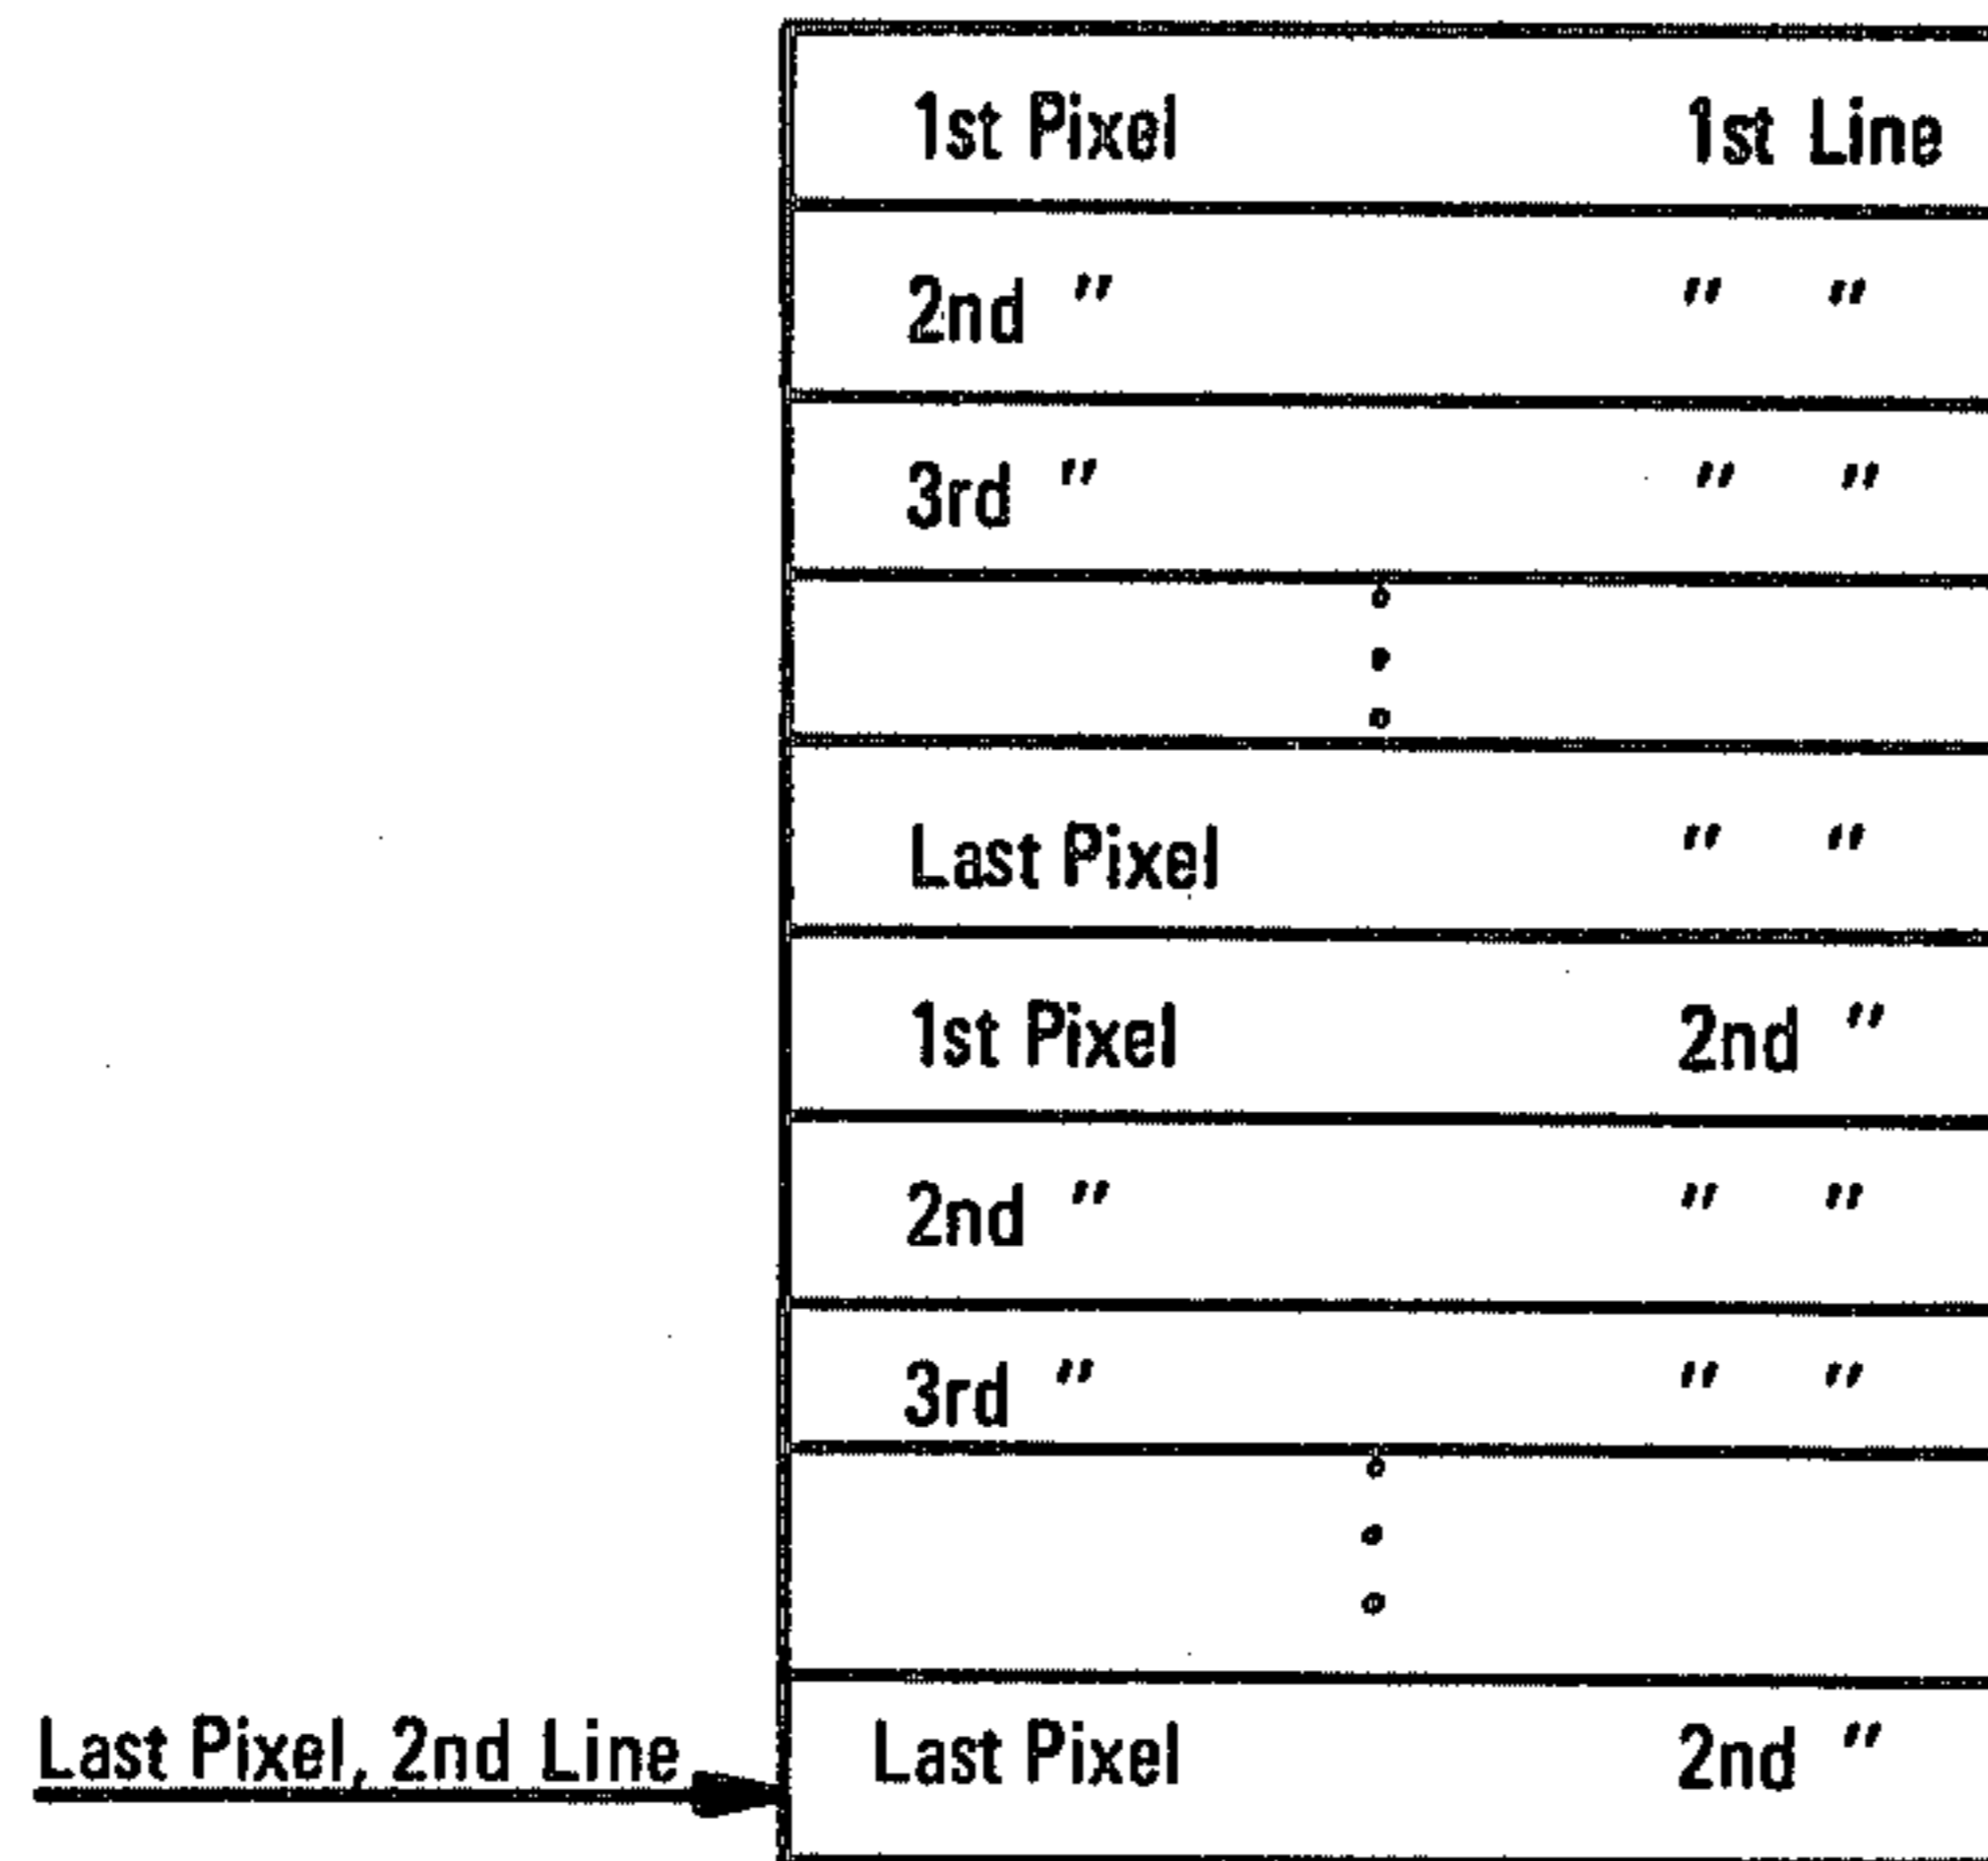 1st Pixel 1st Line
2nd " " "
3rd " " "
Last Pixel " "
1st Pixel 2nd "
2nd " " "
3rd " " "
Last Pixel, 2nd Line Last Pixel 2nd "